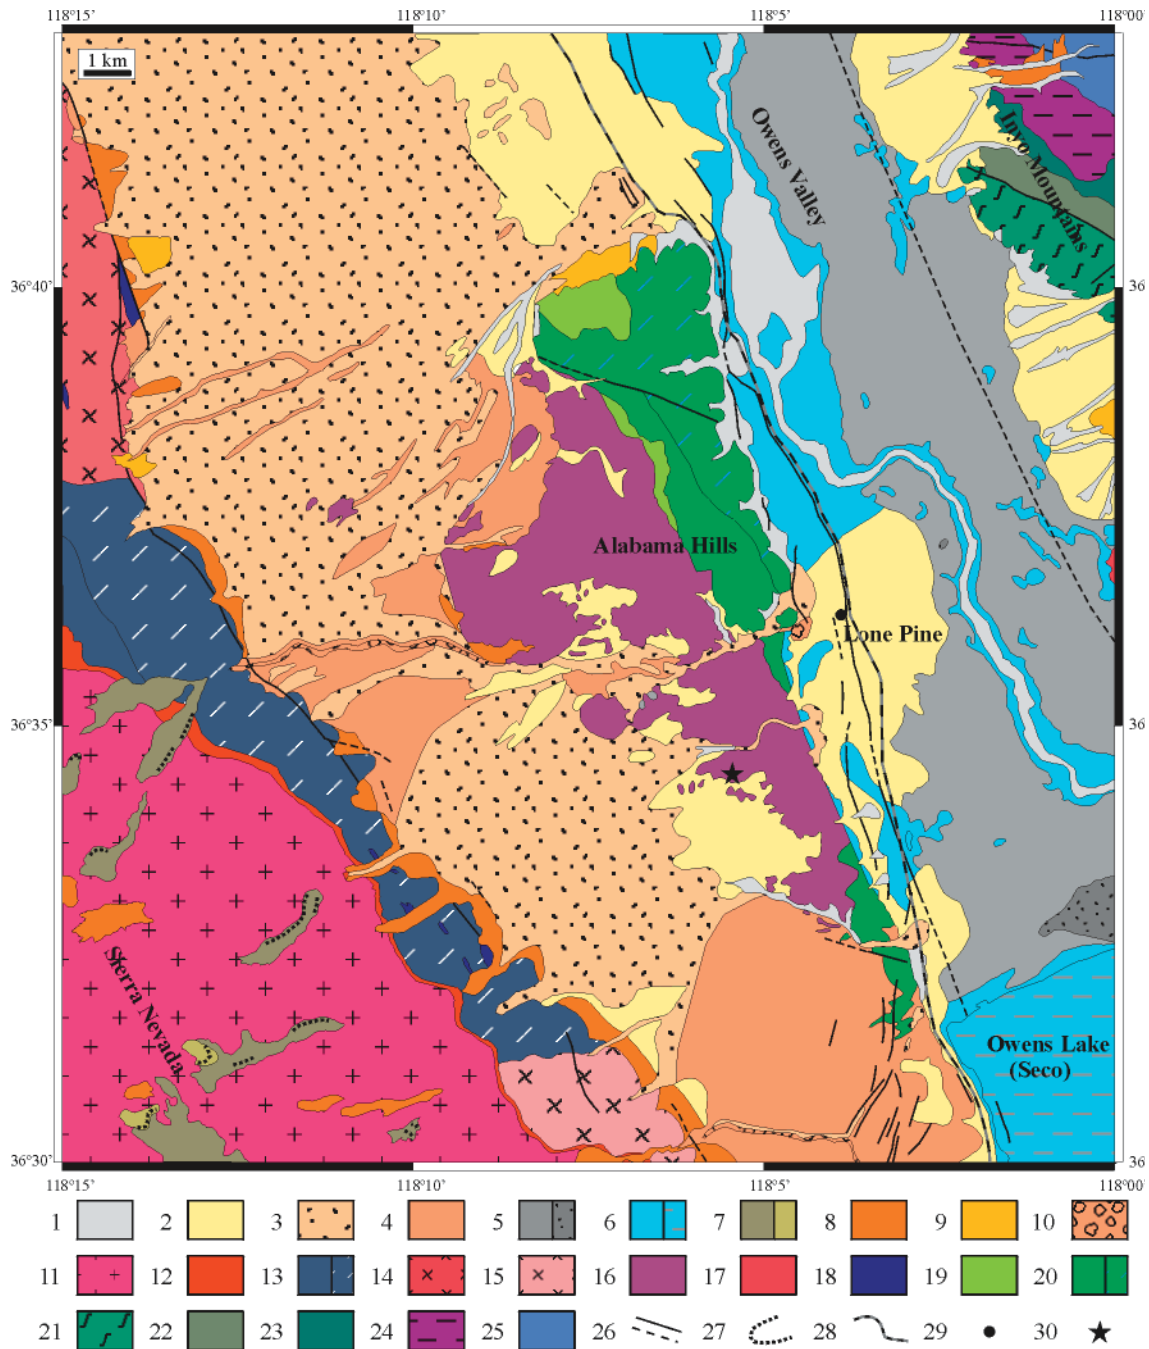 118°15' 118°10' 118°5' 118°00'
1 km
Owens Valley
Inyo Mountains
36°40' 36
Alabama Hills
Lone Pine
36°35' 36
Sierra Nevada
Owens Lake
(Seco)
36°30' 36
118°15' 118°10' 118°5' 118°00'
1 2 3 4 5 6 7 8 9 10
11 12 13 14 15 16 17 18 19 20
21 22 23 24 25 26 27 28 29 30